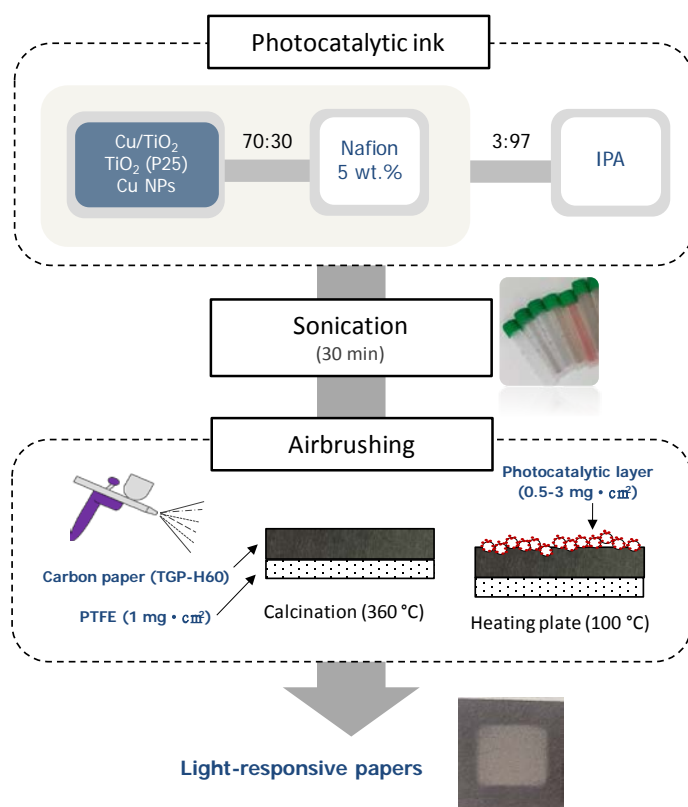 Photocatalytic ink
Cu/TiO₂
TiO₂ (P25)
Cu NPs
70:30
Nafion
5 wt.%
3:97
IPA
Sonication
(30 min)
Airbrushing
Photocatalytic layer
(0.5-3 mg · cm²)
Carbon paper (TGP-H60)
PTFE (1 mg · cm²)
Calcination (360 °C)
Heating plate (100 °C)
Light-responsive papers